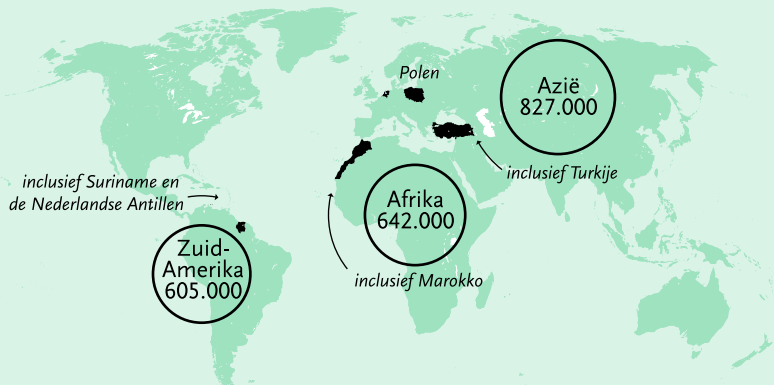 Polen
Azië
827.000
inclusief Turkije
inclusief Suriname en
de Nederlandse Antillen
Afrika
642.000
Zuid-
Amerika
605.000
inclusief Marokko